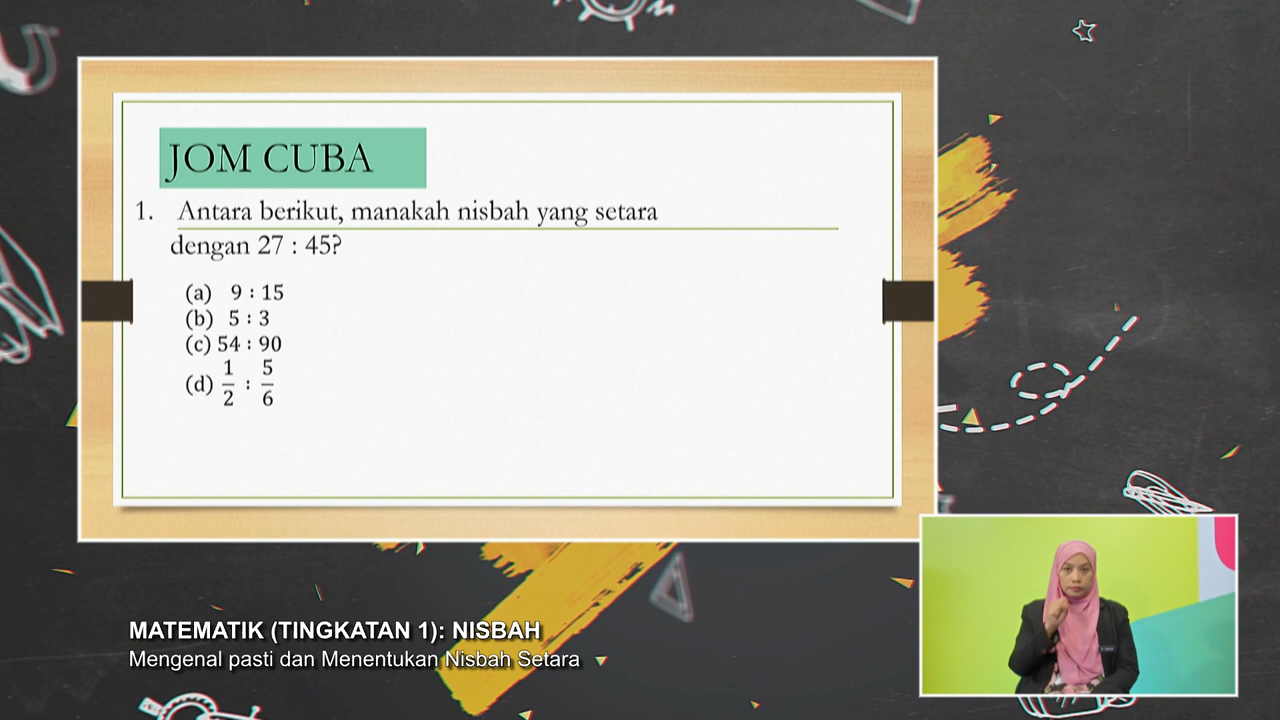 JOM CUBA
1. Antara berikut, manakah nisbah yang setara
dengan 27 : 45?
(a) 9 : 15
(b) 5 : 3
(c) 54 : 90
(d) 1/2 : 5/6
MATEMATIK (TINGKATAN 1): NISBAH
Mengenal pasti dan Menentukan Nisbah Setara